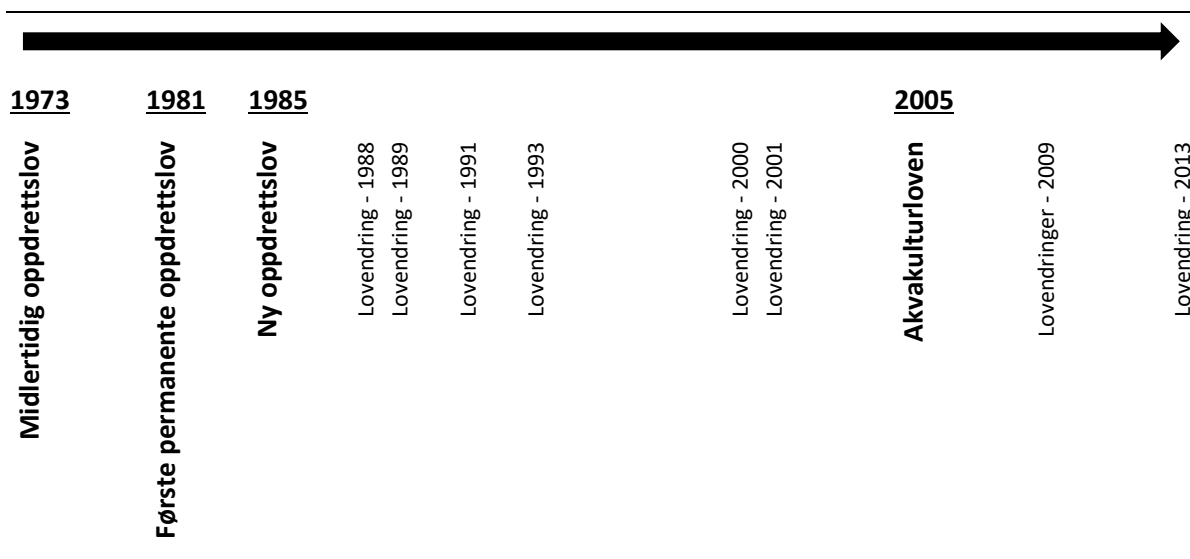 1973
1981
1985
2005
Midlertidig oppdrettslov
Første permanente oppdrettslov
Ny oppdrettslov
Lovendring - 1988
Lovendring - 1989
Lovendring - 1991
Lovendring - 1993
Lovendring - 2000
Lovendring - 2001
Akvakulturloven
Lovendringer - 2009
Lovendring - 2013